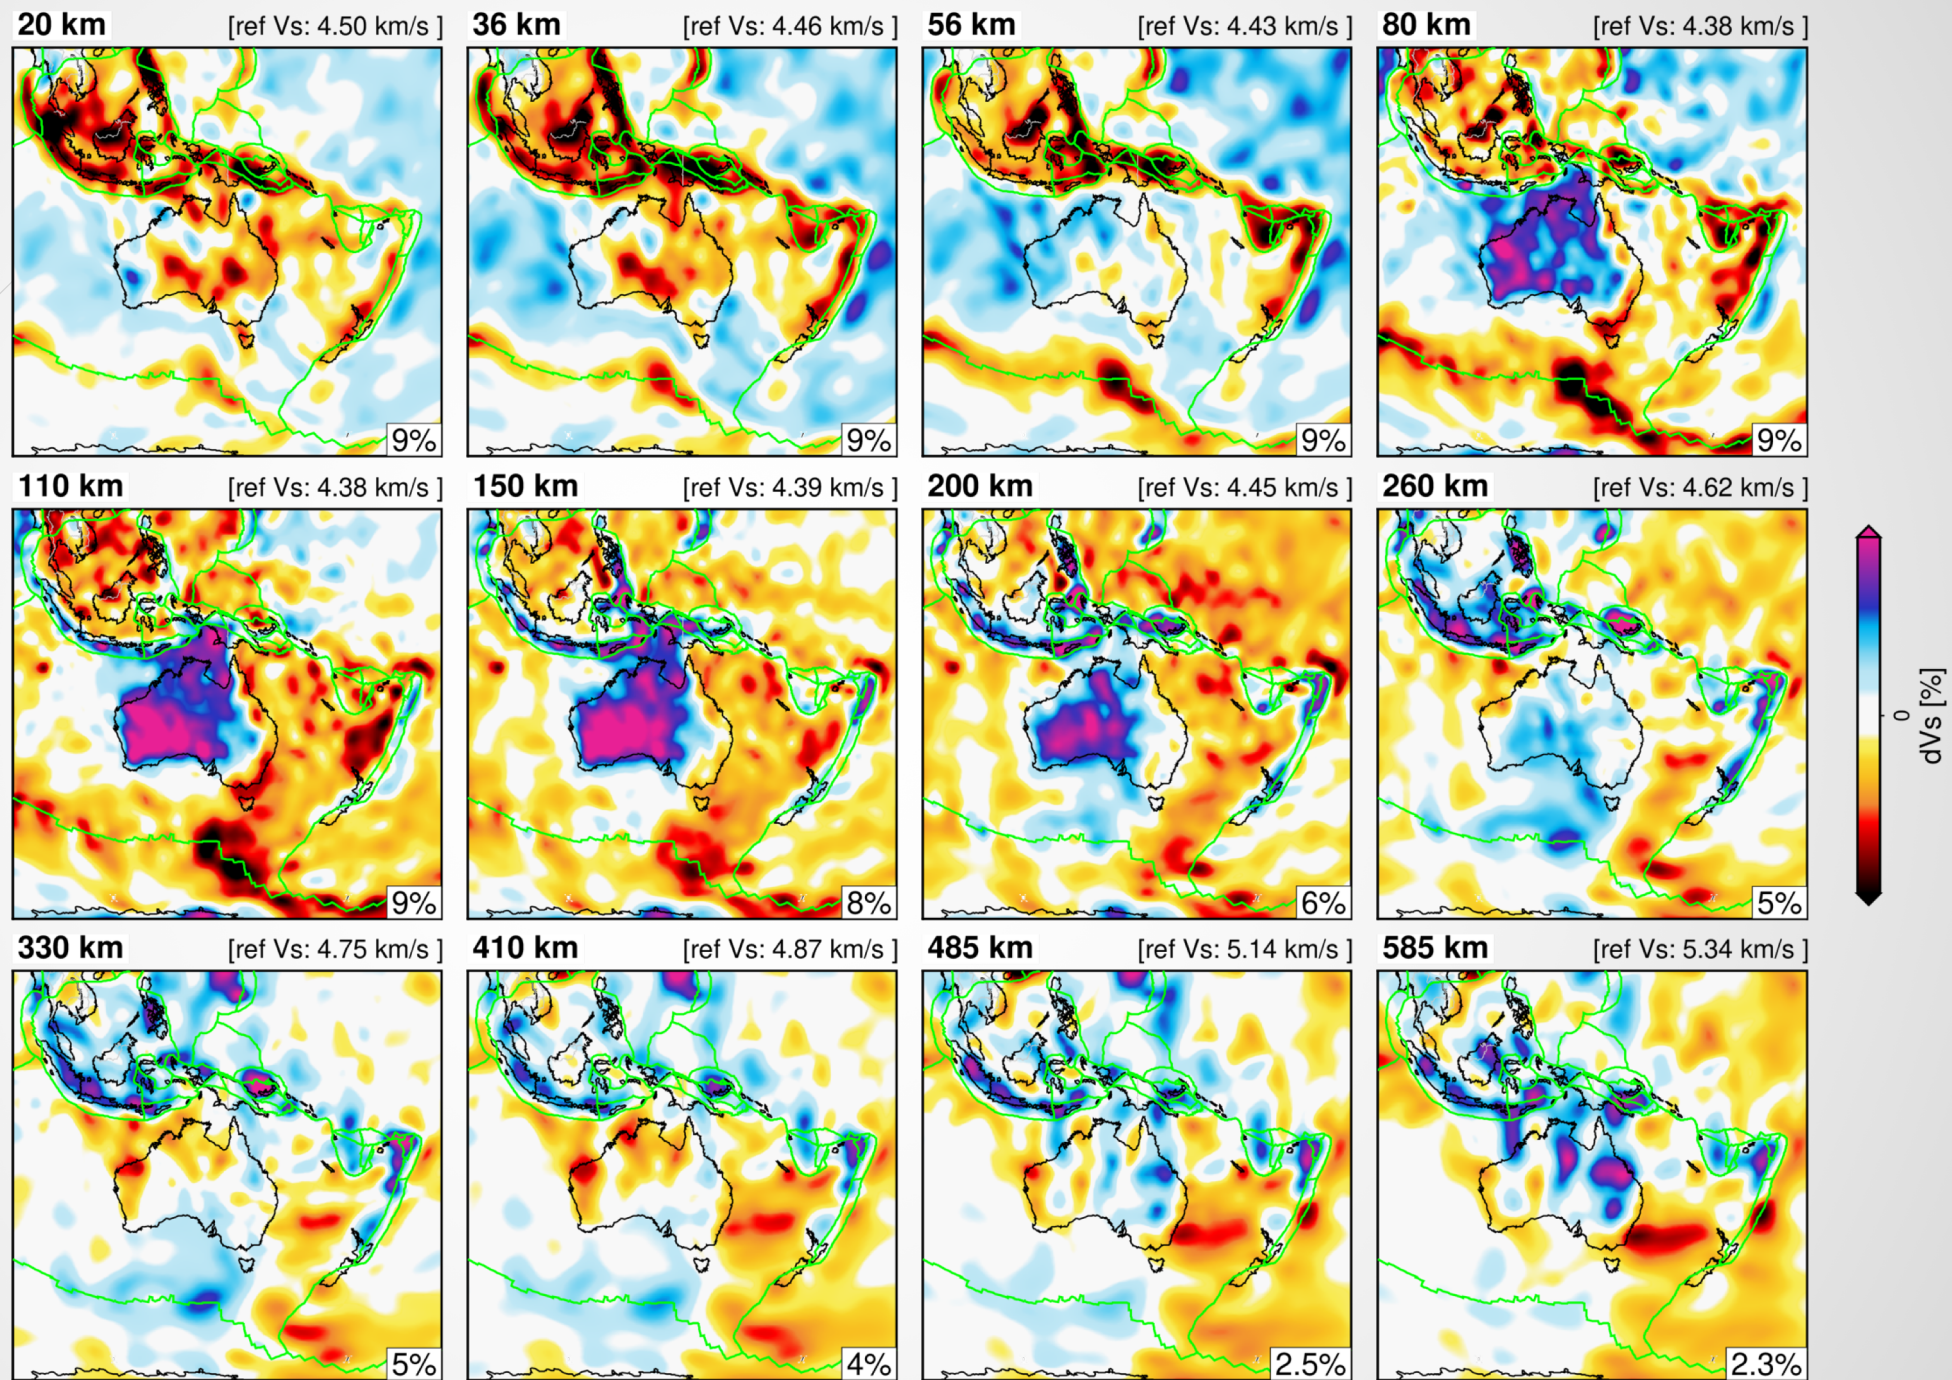 20 km [ref Vs: 4.50 km/s ]
36 km [ref Vs: 4.46 km/s ]
56 km [ref Vs: 4.43 km/s ]
80 km [ref Vs: 4.38 km/s ]
9%
9%
9%
9%
110 km [ref Vs: 4.38 km/s ]
150 km [ref Vs: 4.39 km/s ]
200 km [ref Vs: 4.45 km/s ]
260 km [ref Vs: 4.62 km/s ]
9%
8%
6%
5%
0
dVs [%]
330 km [ref Vs: 4.75 km/s ]
410 km [ref Vs: 4.87 km/s ]
485 km [ref Vs: 5.14 km/s ]
585 km [ref Vs: 5.34 km/s ]
5%
4%
2.5%
2.3%